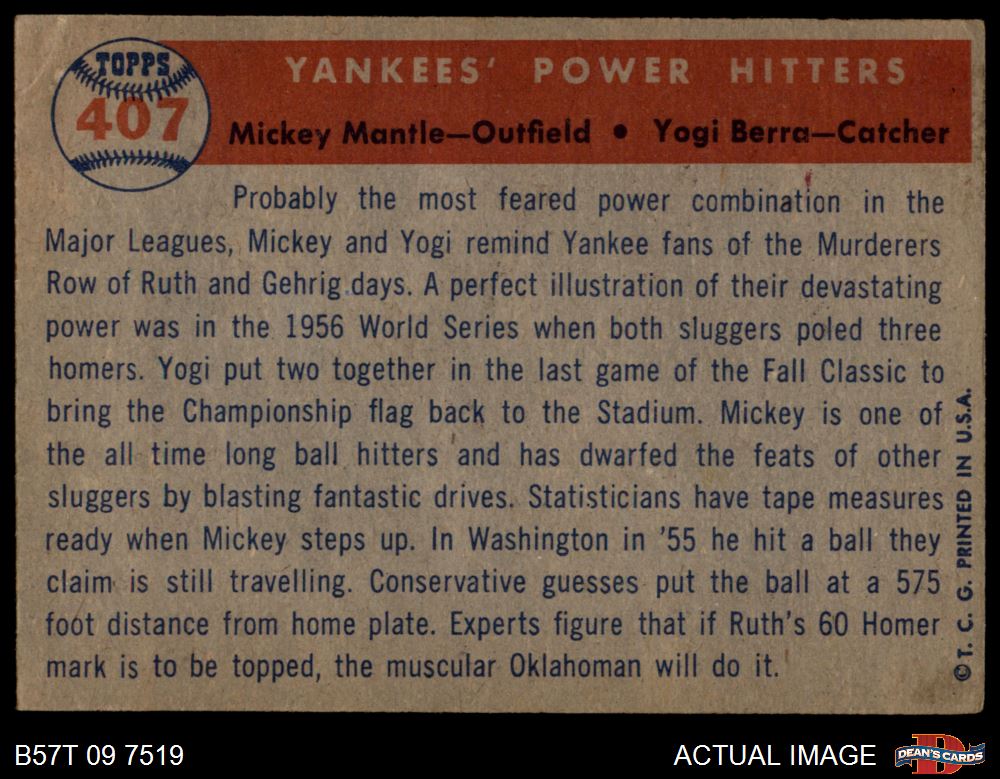 TOPPS
407
YANKEES' POWER HITTERS
Mickey Mantle—Outfield • Yogi Berra—Catcher
Probably the most feared power combination in the
Major Leagues, Mickey and Yogi remind Yankee fans of the Murderers
Row of Ruth and Gehrig days. A perfect illustration of their devastating
power was in the 1956 World Series when both sluggers poled three
homers. Yogi put two together in the last game of the Fall Classic to
bring the Championship flag back to the Stadium. Mickey is one of
the all time long ball hitters and has dwarfed the feats of other
sluggers by blasting fantastic drives. Statisticians have tape measures
ready when Mickey steps up. In Washington in '55 he hit a ball they
claim is still travelling. Conservative guesses put the ball at a 575
foot distance from home plate. Experts figure that if Ruth's 60 Homer
mark is to be topped, the muscular Oklahoman will do it.
© T. C. G. PRINTED IN U.S.A.
B57T 09 7519
ACTUAL IMAGE
DEAN'S CARDS